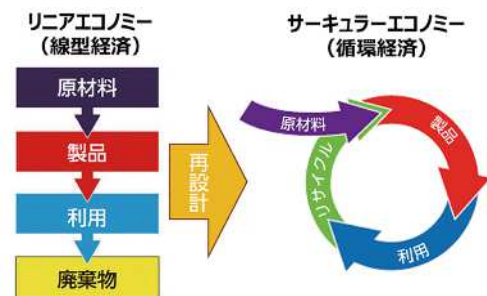 リニアエコノミー
（線型経済）
原材料
製品
利用
廃棄物
再設計
サーキュラーエコノミー
（循環経済）
原材料
製品
利用
リサイクル